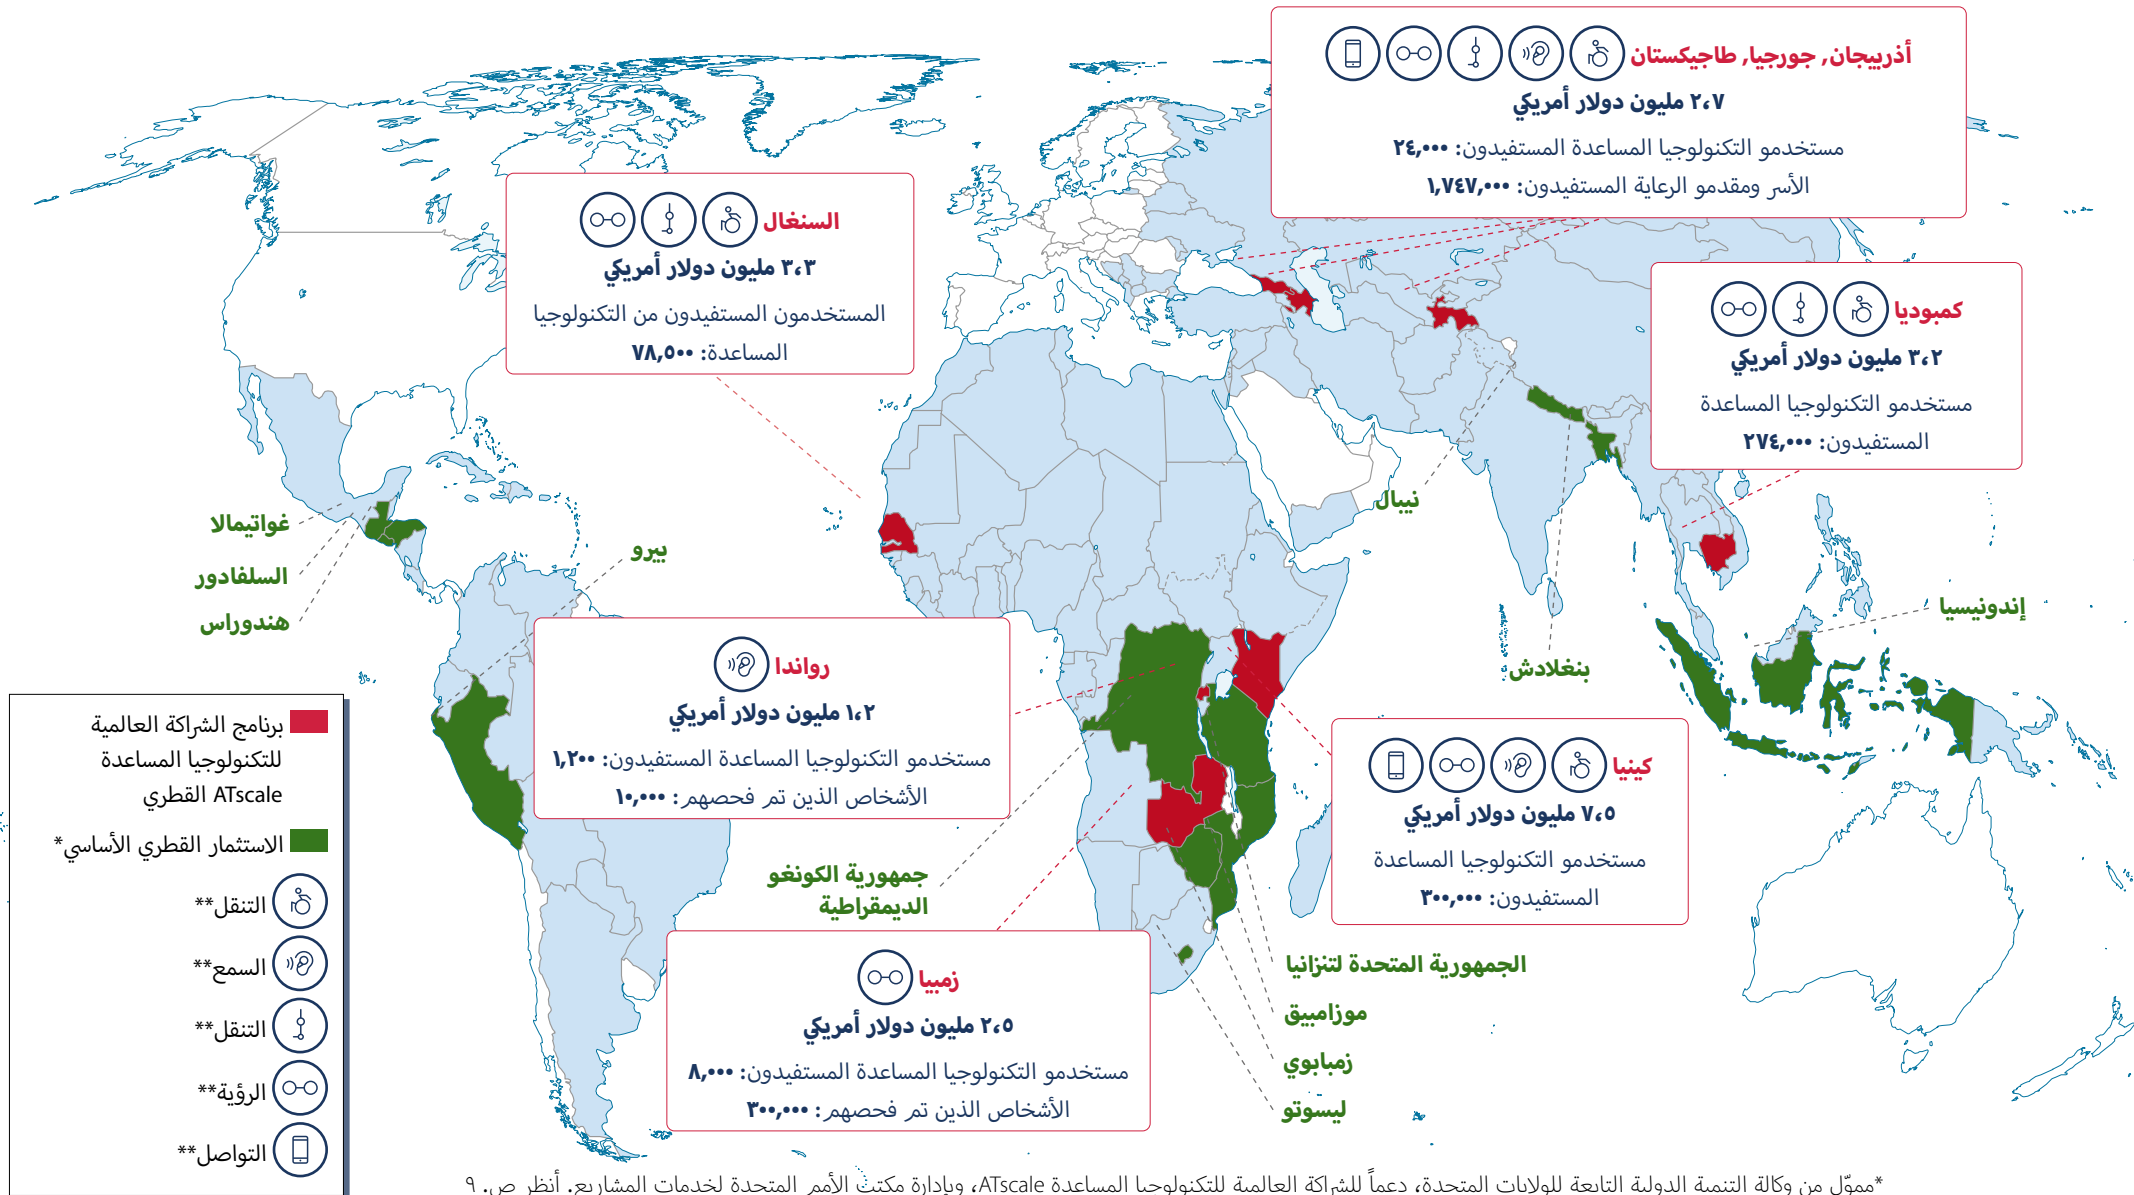 أذربيجان, جورجيا, طاجيكستان
٢،٧ مليون دولار أمريكي
مستخدمو التكنولوجيا المساعدة المستفيدون: ٢٤,٠٠٠
الأسر ومقدمو الرعاية المستفيدون: ١,٧٤٧,٠٠٠
السنغال
٣،٣ مليون دولار أمريكي
المستخدمون المستفيدون من التكنولوجيا
المساعدة: ٧٨,٥٠٠
كمبوديا
٣،٢ مليون دولار أمريكي
مستخدمو التكنولوجيا المساعدة
المستفيدون: ٢٧٤,٠٠٠
نيبال
غواتيمالا
السلفادور
هندوراس
بيرو
إندونيسيا
بنغلادش
رواندا
١،٢ مليون دولار أمريكي
مستخدمو التكنولوجيا المساعدة المستفيدون: ١,٢٠٠
الأشخاص الذين تم فحصهم: ١٠,٠٠٠
كينيا
٧،٥ مليون دولار أمريكي
مستخدمو التكنولوجيا المساعدة
المستفيدون: ٣٠٠,٠٠٠
جمهورية الكونغو
الديمقراطية
زمبيا
٢،٥ مليون دولار أمريكي
مستخدمو التكنولوجيا المساعدة المستفيدون: ٨,٠٠٠
الأشخاص الذين تم فحصهم: ٣٠٠,٠٠٠
الجمهورية المتحدة لتنزانيا
موزامبيق
زمبابوي
ليسوتو
برنامج الشراكة العالمية
للتكنولوجيا المساعدة
ATscale القطري
الاستثمار القطري الأساسي*
التنقل**
السمع**
التنقل**
الرؤية**
التواصل**
*مموّل من وكالة التنمية الدولية التابعة للولايات المتحدة، دعماً للشراكة العالمية للتكنولوجيا المساعدة ATscale، وبإدارة مكتب الأمم المتحدة لخدمات المشاريع. أنظر ص. ٩